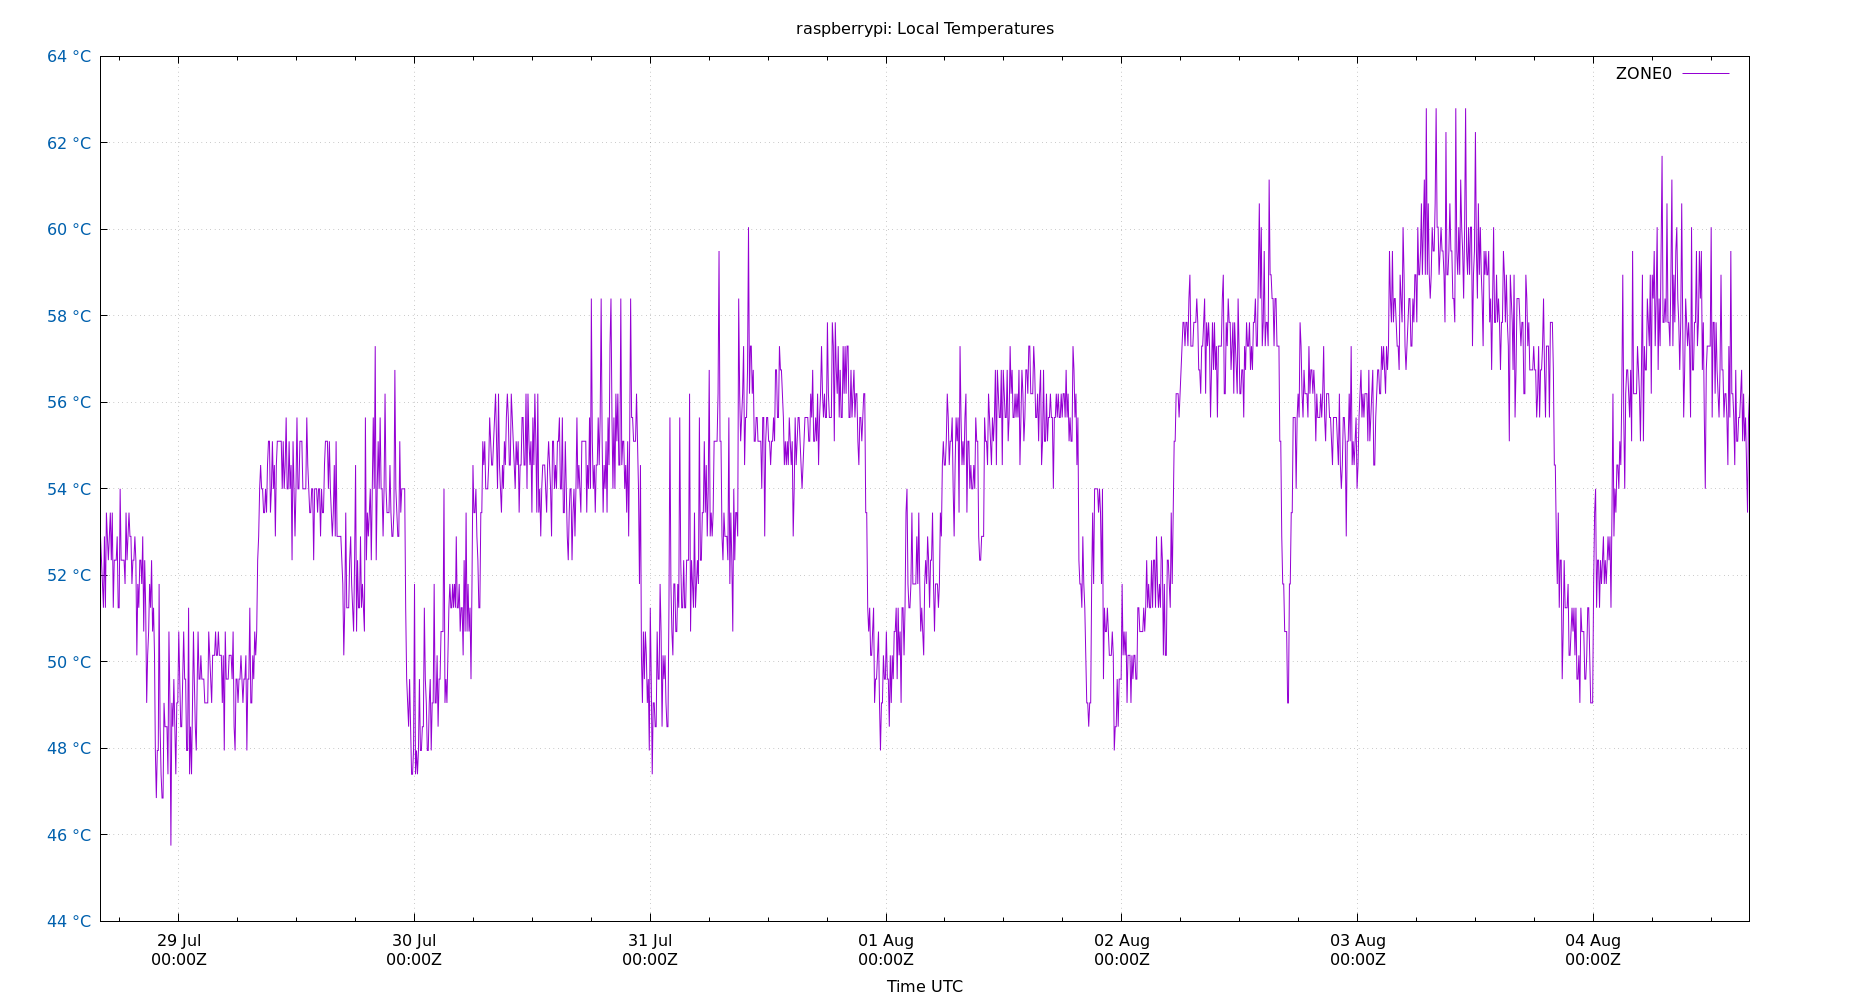 raspberrypi: Local Temperatures
ZONE0
64 °C
62 °C
60 °C
58 °C
56 °C
54 °C
52 °C
50 °C
48 °C
46 °C
44 °C
29 Jul 30 Jul 31 Jul 01 Aug 02 Aug 03 Aug 04 Aug
00:00Z 00:00Z 00:00Z 00:00Z 00:00Z 00:00Z 00:00Z
Time UTC